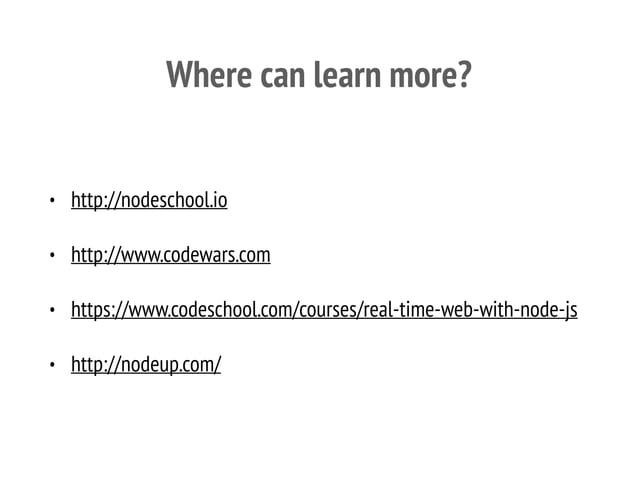 Where can learn more?
• http://nodeschool.io
• http://www.codewars.com
• https://www.codeschool.com/courses/real-time-web-with-node-js
• http://nodeup.com/